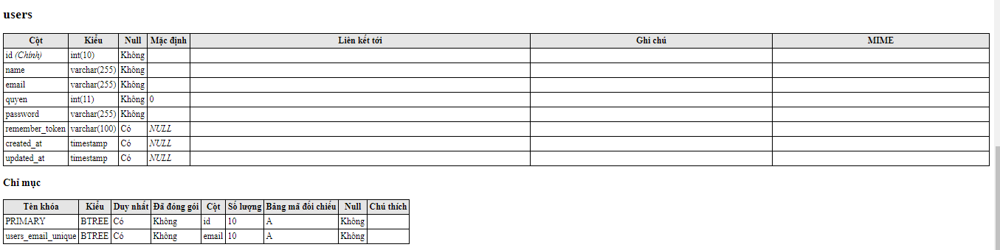 users
Cột Kiểu Null Mặc định Liên kết tới Ghi chú MIME
id (Chính) int(10) Không
name varchar(255) Không
email varchar(255) Không
quyen int(11) Không 0
password varchar(255) Không
remember_token varchar(100) Có NULL
created_at timestamp Có NULL
updated_at timestamp Có NULL
Chỉ mục
Tên khóa Kiểu Duy nhất Đã đóng gói Cột Số lượng Bảng mã đối chiếu Null Chú thích
PRIMARY BTREE Có Không id 10 A Không
users_email_unique BTREE Có Không email 10 A Không